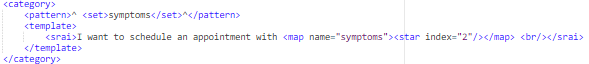 <category>
<pattern>^ <set>symptoms</set>^</pattern>
<template>
<srai>I want to schedule an appointment with <map name="symptoms"><star index="2"/></map> <br/></srai>
</template>
</category>